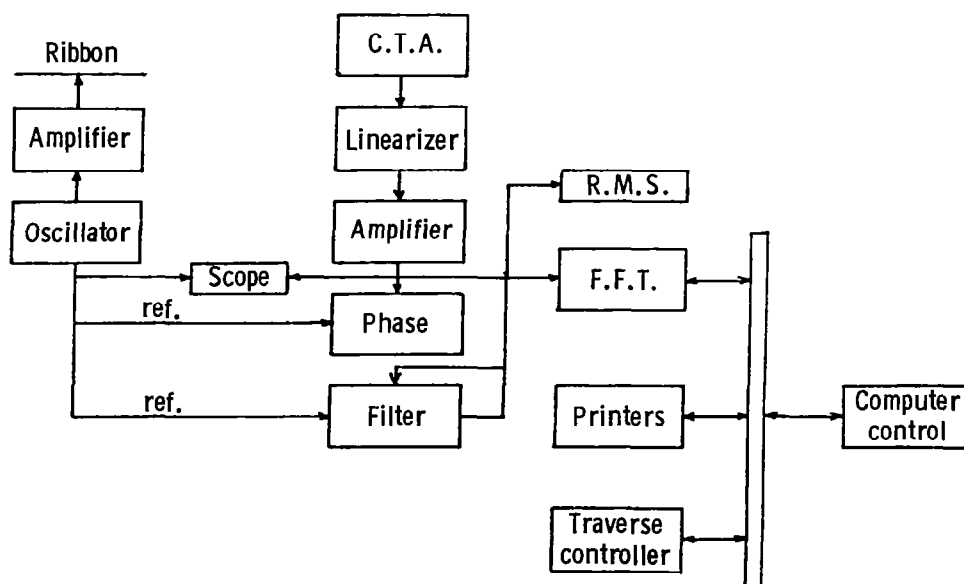 C.T.A.
Ribbon
Amplifier
Linearizer
R.M.S.
Oscillator
Amplifier
Scope
F.F.T.
ref.
Phase
ref.
Filter
Printers
Computer
control
Traverse
controller